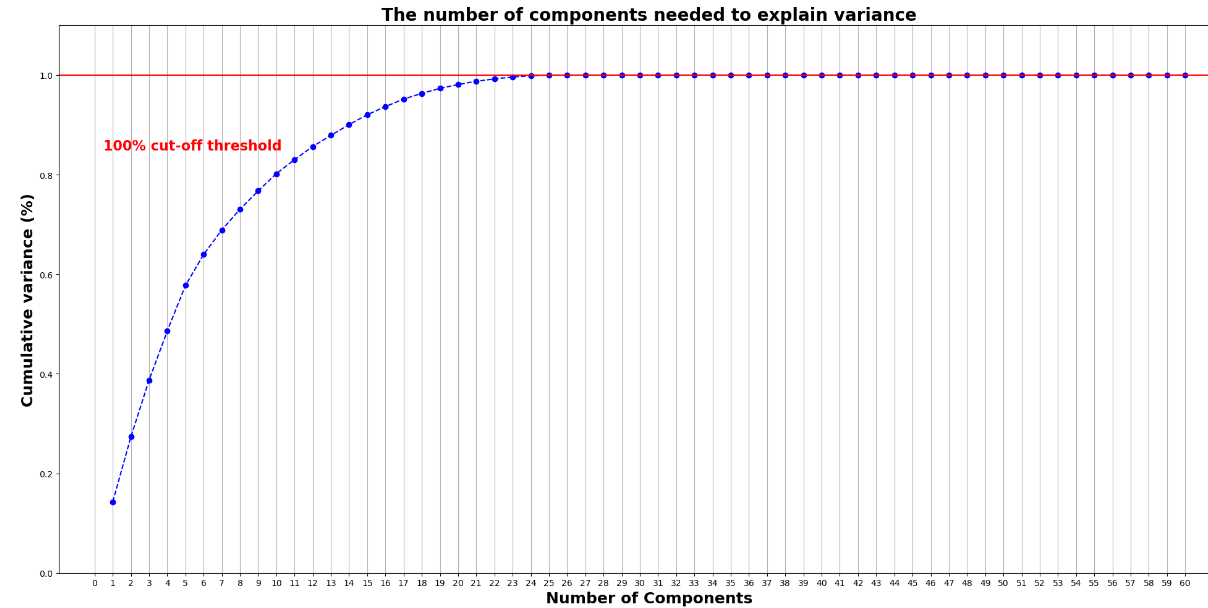 The number of components needed to explain variance
1.0
100% cut-off threshold
0.8
Cumulative variance (%)
0.6
0.4
0.2
0.0
0 1 2 3 4 5 6 7 8 9 10 11 12 13 14 15 16 17 18 19 20 21 22 23 24 25 26 27 28 29 30 31 32 33 34 35 36 37 38 39 40 41 42 43 44 45 46 47 48 49 50 51 52 53 54 55 56 57 58 59 60
Number of Components